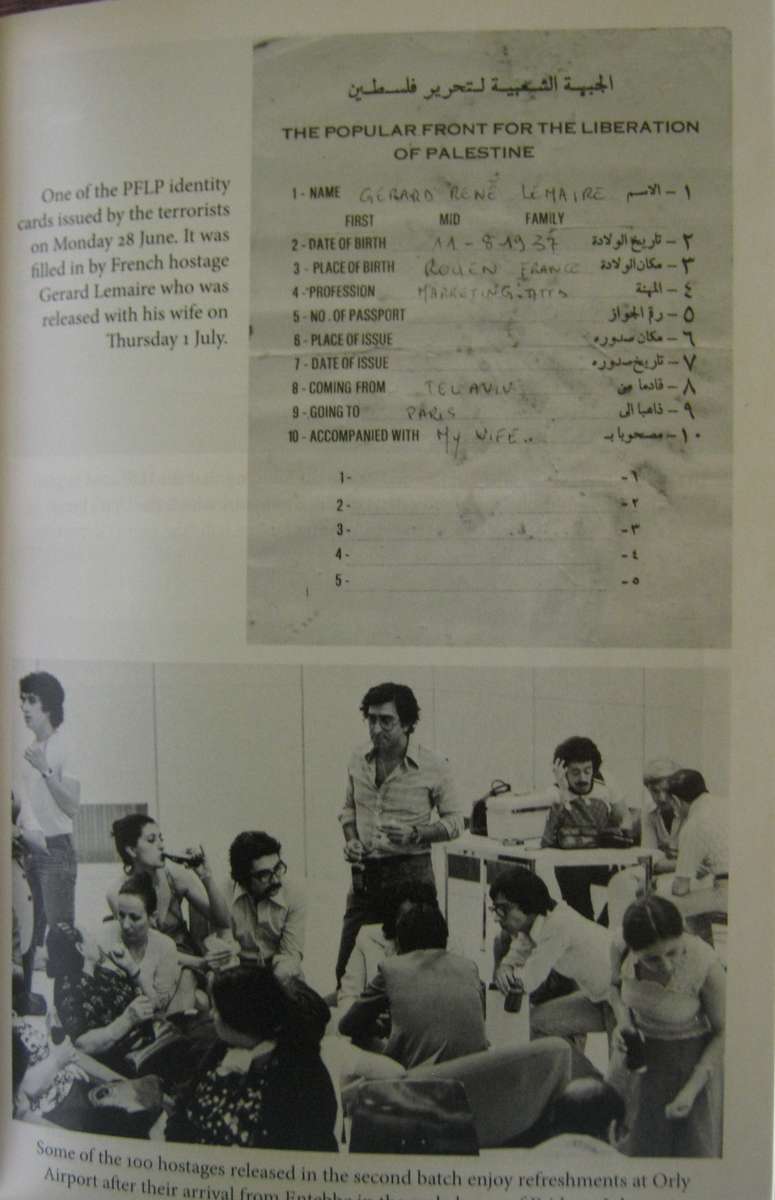 One of the PFLP identity
cards issued by the terrorists
on Monday 28 June. It was
filled in by French hostage
Gerard Lemaire who was
released with his wife on
Thursday 1 July.
الجبهة الشعبية لتحرير فلسطين
THE POPULAR FRONT FOR THE LIBERATION
OF PALESTINE
1 - NAME GERARD RENÉ LEMAIRE ١ - الاسم
FIRST MID FAMILY
2 - DATE OF BIRTH 11-8-1937 ٢ - تاريخ الولادة
3 - PLACE OF BIRTH ROUEN FRANCE ٣ - مكان الولادة
4 - PROFESSION MARKETING ٤ - المهنة
5 - NO. OF PASSPORT ٥ - رقم الجواز
6 - PLACE OF ISSUE ٦ - مكان صدوره
7 - DATE OF ISSUE ٧ - تاريخ صدوره
8 - COMING FROM TEL AVIV ٨ - قادما من
9 - GOING TO PARIS ٩ - ذاهبا الى
10 - ACCOMPANIED WITH MY WIFE.. ١٠ - مصحوبا بـ
1 - ١ -
2 - ٢ -
3 - ٣ -
4 - ٤ -
5 - ٥ -
Some of the 100 hostages released in the second batch enjoy refreshments at Orly
Airport after their arrival from Entebbe in the